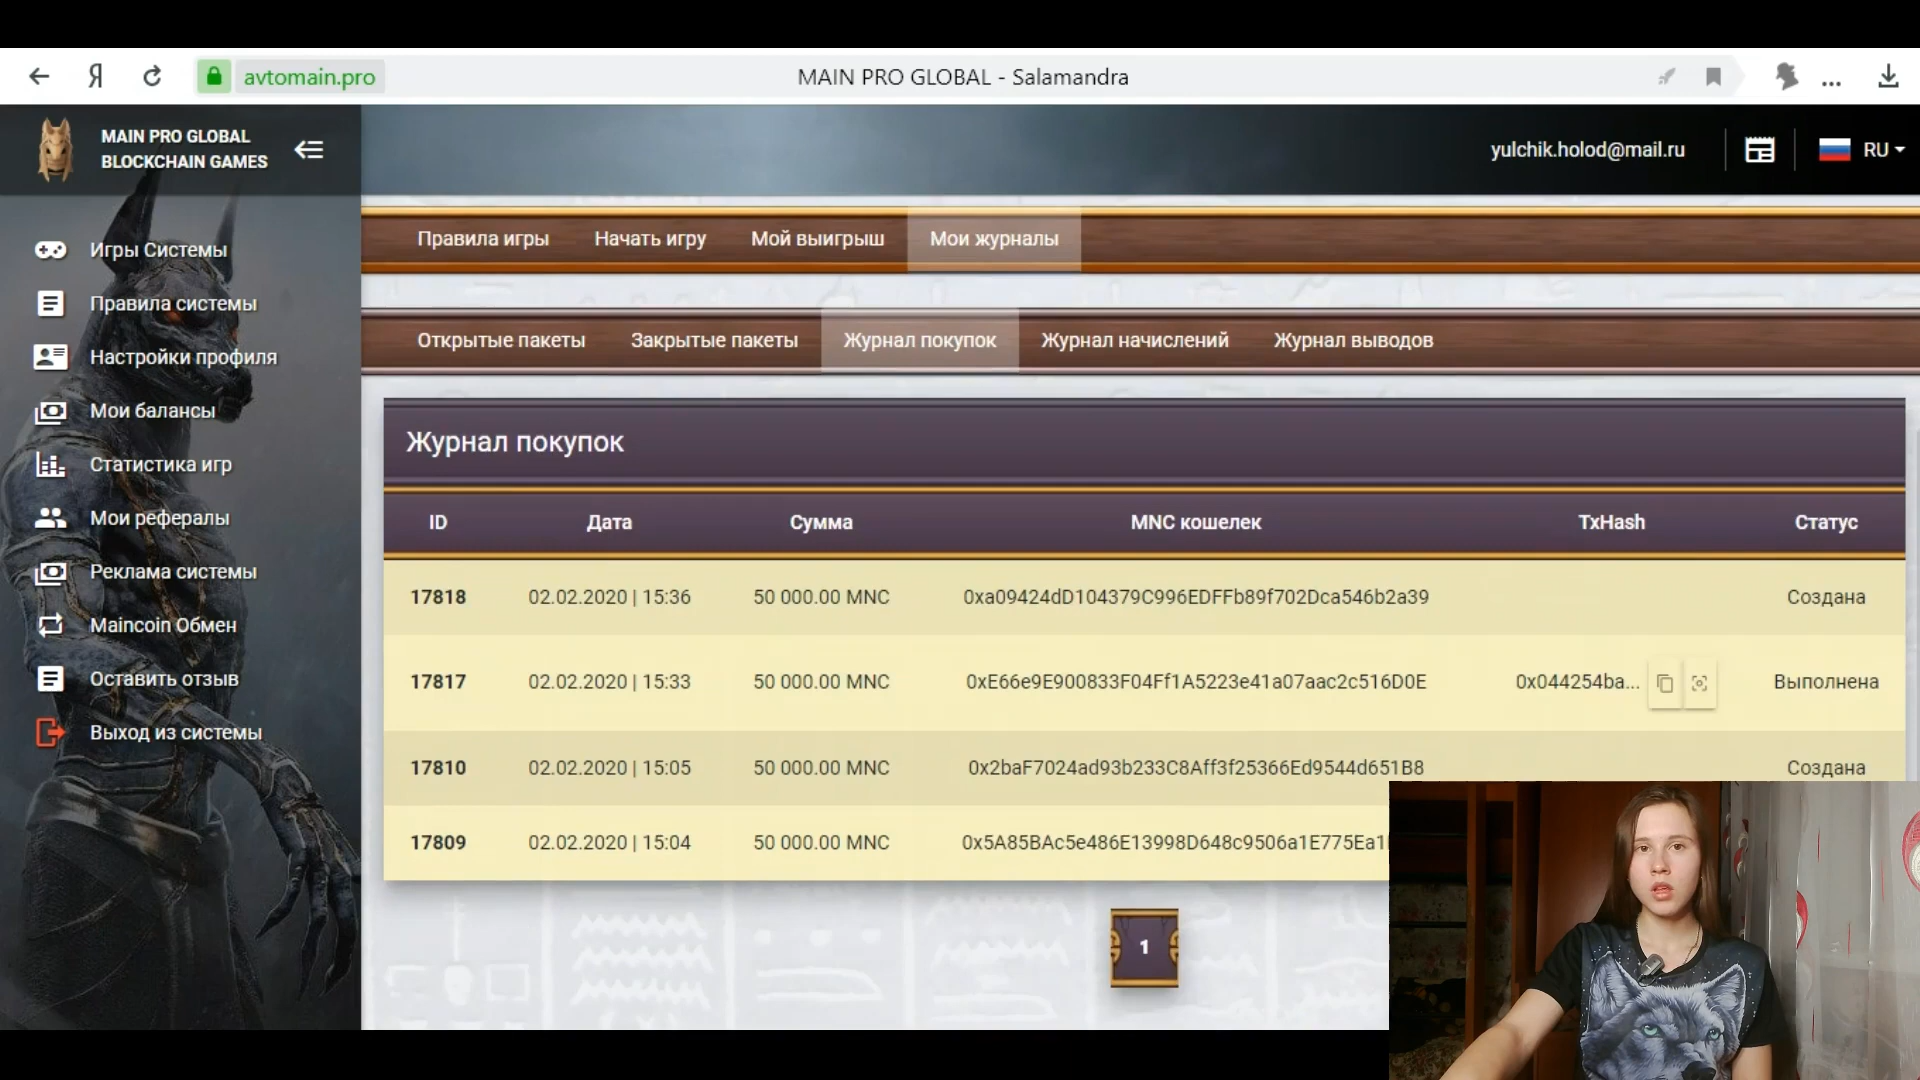 avtomain.pro
MAIN PRO GLOBAL - Salamandra
MAIN PRO GLOBAL
BLOCKCHAIN GAMES
yulchik.holod@mail.ru
RU
Игры Системы
Правила системы
Настройки профиля
Мои балансы
Статистика игр
Мои рефералы
Реклама системы
Maincoin Обмен
Оставить отзыв
Выход из системы
Правила игры Начать игру Мой выигрыш Мои журналы
Открытые пакеты Закрытые пакеты Журнал покупок Журнал начислений Журнал выводов
Журнал покупок
ID Дата Сумма MNC кошелек TxHash Статус
17818 02.02.2020 | 15:36 50 000.00 MNC 0xa09424dD104379C996EDFFb89f702Dca546b2a39 Создана
17817 02.02.2020 | 15:33 50 000.00 MNC 0xE66e9E900833F04Ff1A5223e41a07aac2c516D0E 0x044254ba... Выполнена
17810 02.02.2020 | 15:05 50 000.00 MNC 0x2baF7024ad93b233C8Aff3f25366Ed9544d651B8 Создана
17809 02.02.2020 | 15:04 50 000.00 MNC 0x5A85BAc5e486E13998D648c9506a1E775Ea1
1